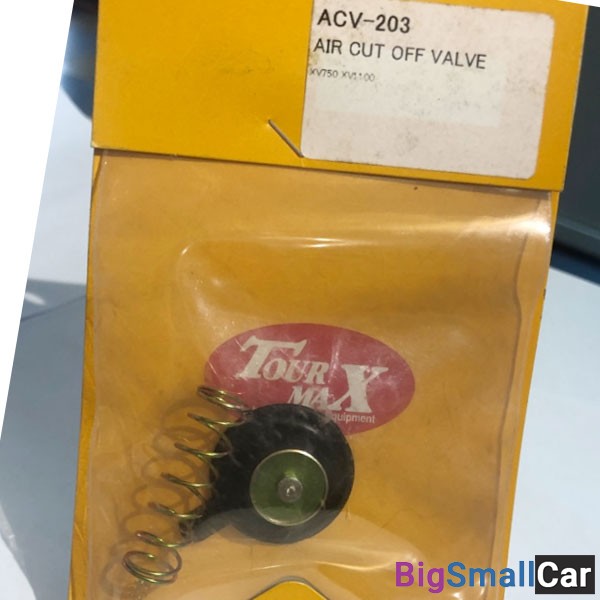 ACV-203
AIR CUT OFF VALVE
XV750 XV1100
TOUR
MAX
equipment
BigSmallCar